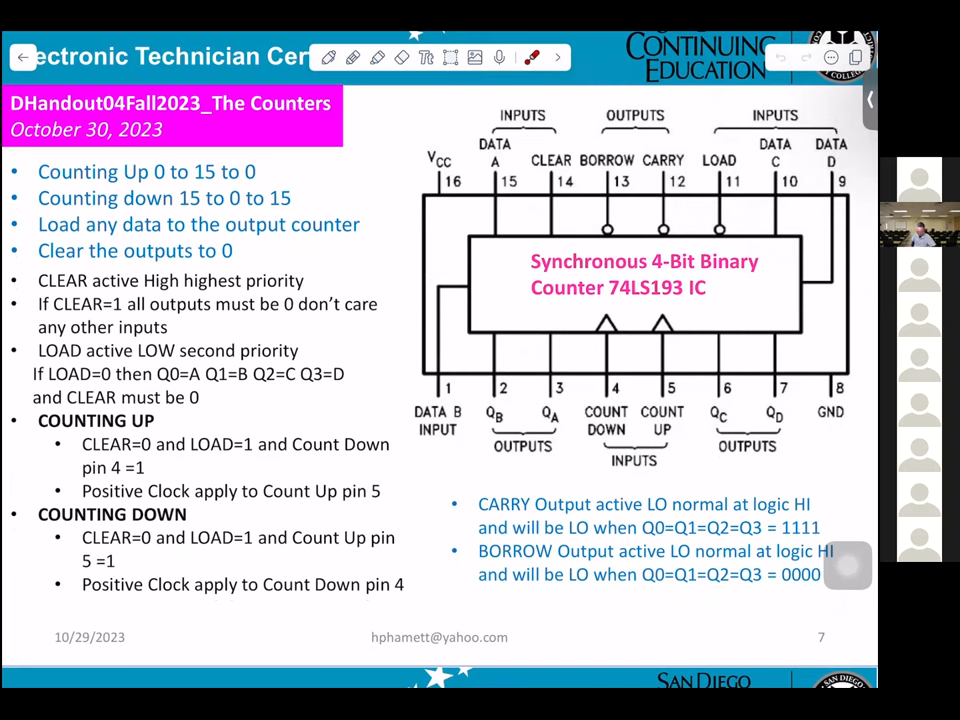 ectronic Technician Cer
CONTINUING
EDUCATION
DHandout04Fall2023_The Counters
October 30, 2023
• Counting Up 0 to 15 to 0
• Counting down 15 to 0 to 15
• Load any data to the output counter
• Clear the outputs to 0
• CLEAR active High highest priority
• If CLEAR=1 all outputs must be 0 don’t care
any other inputs
• LOAD active LOW second priority
If LOAD=0 then Q0=A Q1=B Q2=C Q3=D
and CLEAR must be 0
• COUNTING UP
• CLEAR=0 and LOAD=1 and Count Down
pin 4 =1
• Positive Clock apply to Count Up pin 5
• COUNTING DOWN
• CLEAR=0 and LOAD=1 and Count Up pin
5 =1
• Positive Clock apply to Count Down pin 4
INPUTS OUTPUTS INPUTS
DATA DATA DATA
VCC A CLEAR BORROW CARRY LOAD C D
16 15 14 13 12 11 10 9
Synchronous 4-Bit Binary
Counter 74LS193 IC
1 2 3 4 5 6 7 8
DATA B QB QA COUNT COUNT QC QD GND
INPUT DOWN UP
OUTPUTS INPUTS OUTPUTS
• CARRY Output active LO normal at logic HI
and will be LO when Q0=Q1=Q2=Q3 = 1111
• BORROW Output active LO normal at logic HI
and will be LO when Q0=Q1=Q2=Q3 = 0000
10/29/2023 hphamett@yahoo.com 7
SAN DIEGO